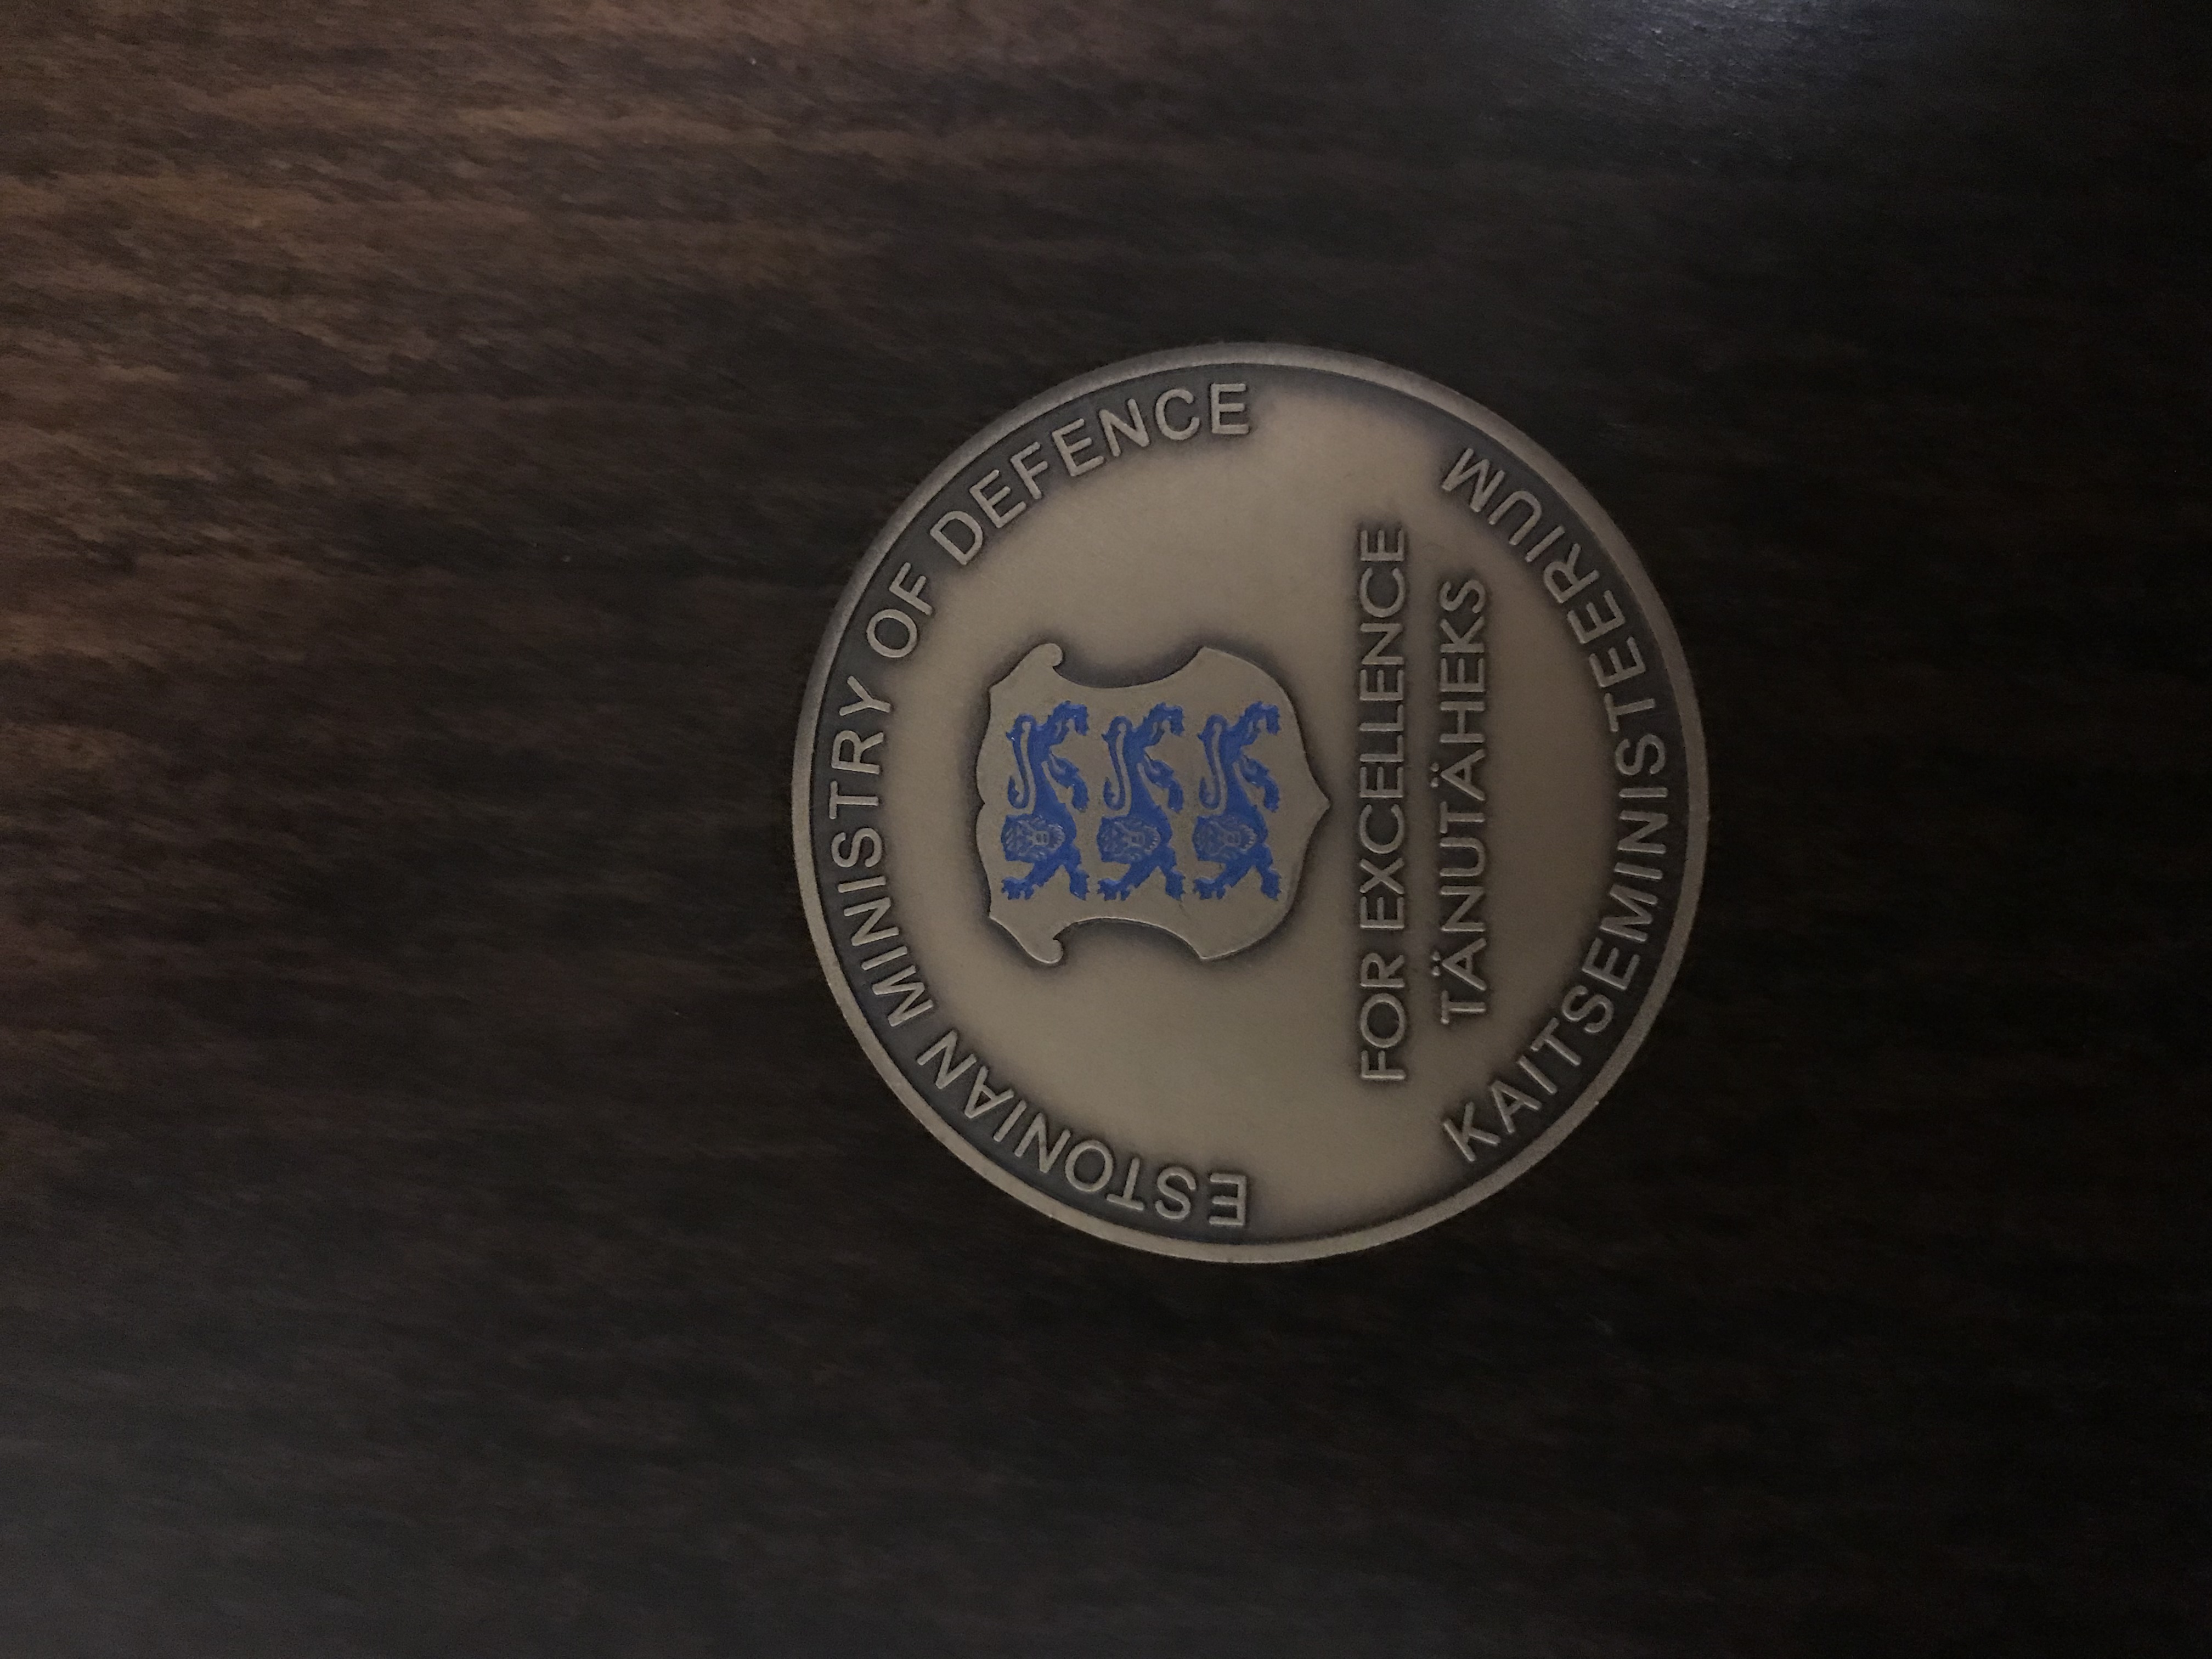 ESTONIAN MINISTRY OF DEFENCE
FOR EXCELLENCE
TÄNUTÄHEKS
KAITSEMINISTEERIUM